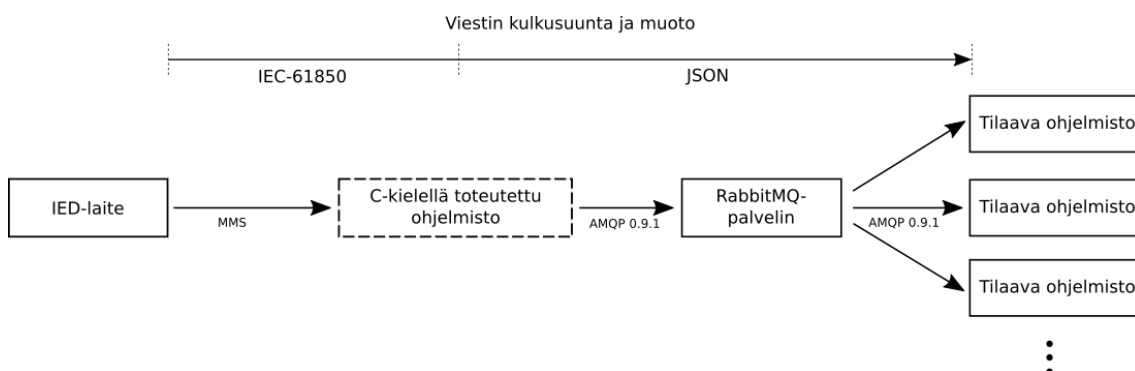 Viestin kulkusuunta ja muoto
IEC-61850
JSON
Tilaava ohjelmisto
IED-laite
MMS
C-kielellä toteutettu
ohjelmisto
AMQP 0.9.1
RabbitMQ-
palvelin
AMQP 0.9.1
Tilaava ohjelmisto
Tilaava ohjelmisto